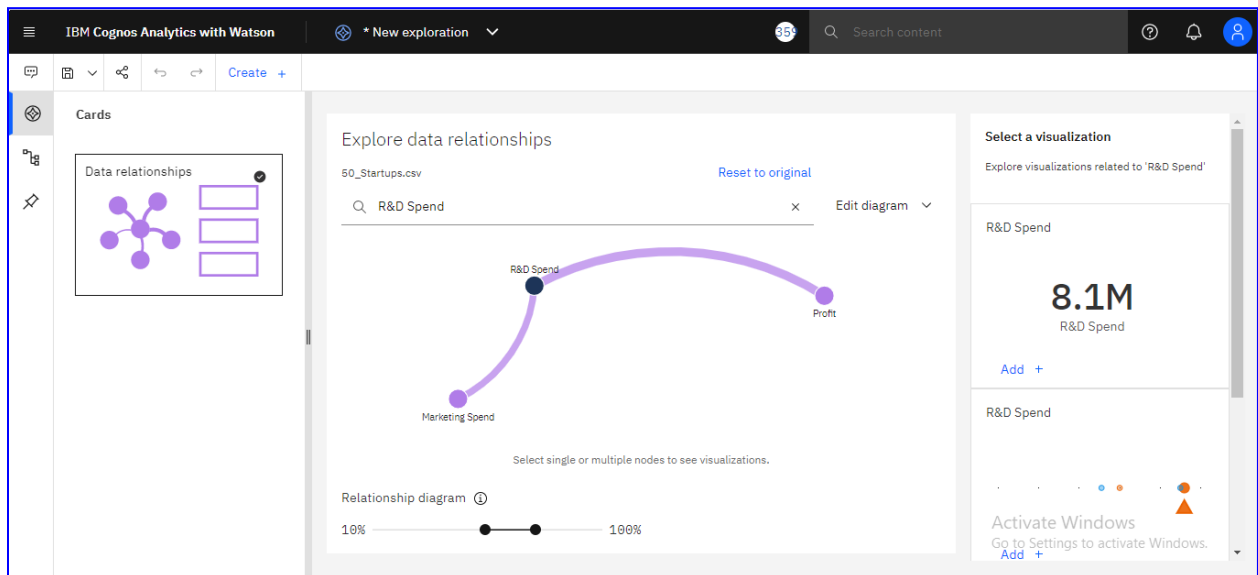 IBM Cognos Analytics with Watson
* New exploration
Search content
Create +
Cards
Data relationships
Explore data relationships
50_Startups.csv
Reset to original
R&D Spend
Edit diagram
R&D Spend
Profit
Marketing Spend
Select single or multiple nodes to see visualizations.
Relationship diagram
10%
100%
Select a visualization
Explore visualizations related to 'R&D Spend'
R&D Spend
8.1M
R&D Spend
Add +
R&D Spend
Activate Windows
Go to Settings to activate Windows.
Add +